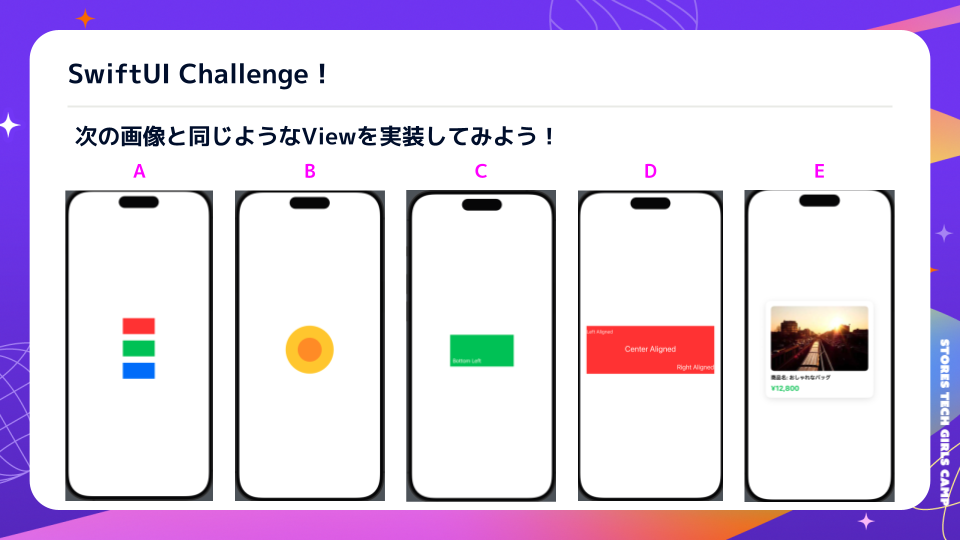 SwiftUI Challenge！
次の画像と同じようなViewを実装してみよう！
A
B
C
D
E
Bottom Left
Left Aligned
Center Aligned
Right Aligned
商品名: おしゃれなバッグ
¥12,800
STORES TECH GIRLS CAMP